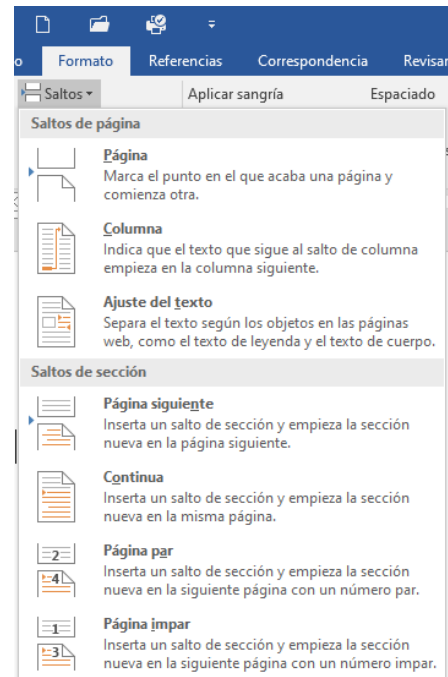 o Formato Referencias Correspondencia Revisar
Saltos Aplicar sangría Espaciado
Saltos de página
Página
Marca el punto en el que acaba una página y
comienza otra.
Columna
Indica que el texto que sigue al salto de columna
empieza en la columna siguiente.
Ajuste del texto
Separa el texto según los objetos en las páginas
web, como el texto de leyenda y el texto de cuerpo.
Saltos de sección
Página siguiente
Inserta un salto de sección y empieza la sección
nueva en la página siguiente.
Continua
Inserta un salto de sección y empieza la sección
nueva en la misma página.
2
4
Página par
Inserta un salto de sección y empieza la sección
nueva en la siguiente página con un número par.
1
3
Página impar
Inserta un salto de sección y empieza la sección
nueva en la siguiente página con un número impar.